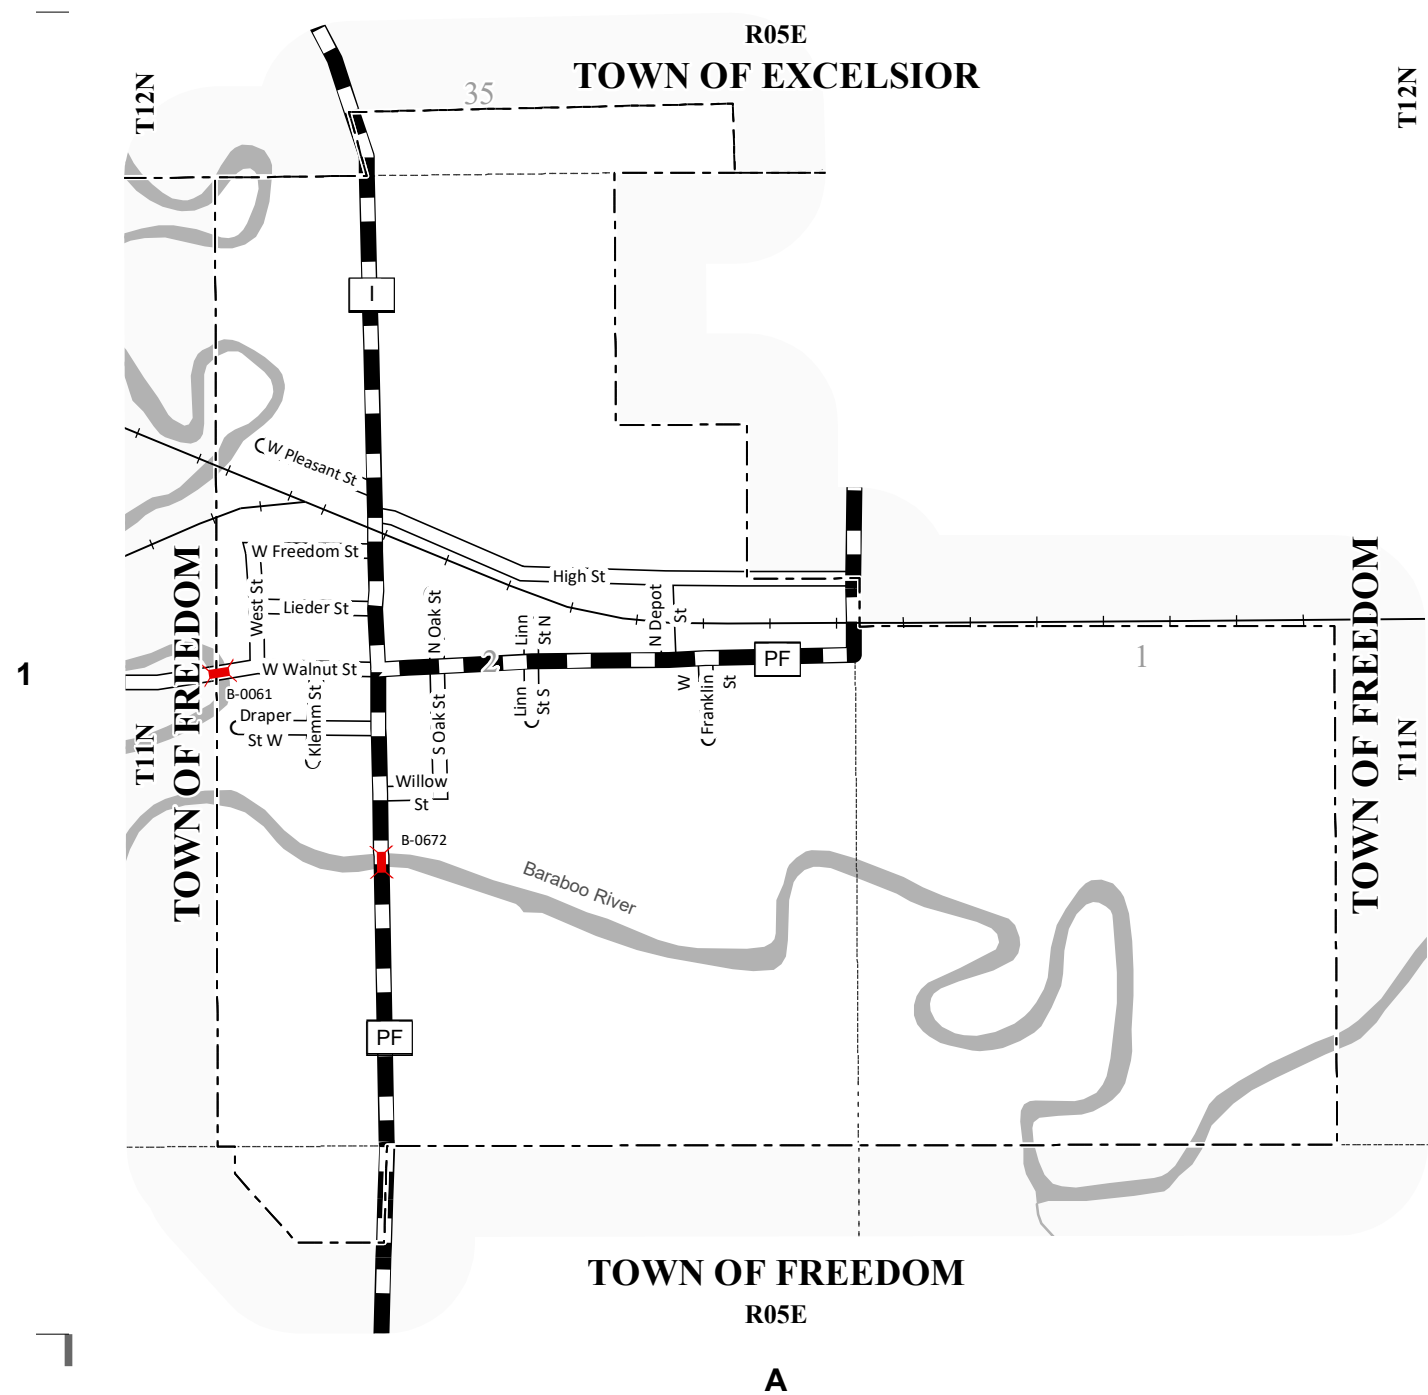 R05E
TOWN OF EXCELSIOR
T12N
T12N
35
I
W Pleasant St
W Freedom St
High St
West St
Lieder St
N Oak St
Linn
St N
N Depot
St
W Walnut St
2
PF
1
1
B-0061
Draper
St W
Klemm St
S Oak St
Linn
St S
W
Franklin
St
Willow
St
B-0672
TOWN OF FREEDOM
T11N
TOWN OF FREEDOM
T11N
Baraboo River
PF
TOWN OF FREEDOM
R05E
A